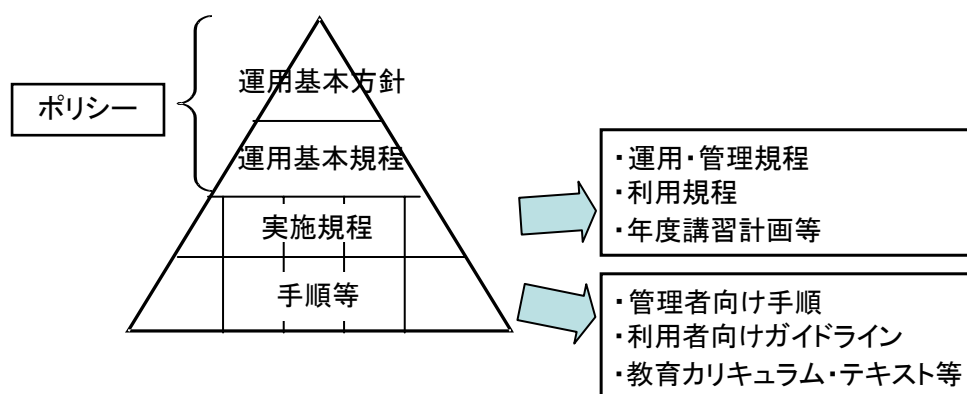 ポリシー
運用基本方針
運用基本規程
実施規程
手順等
・運用・管理規程
・利用規程
・年度講習計画等
・管理者向け手順
・利用者向けガイドライン
・教育カリキュラム・テキスト等